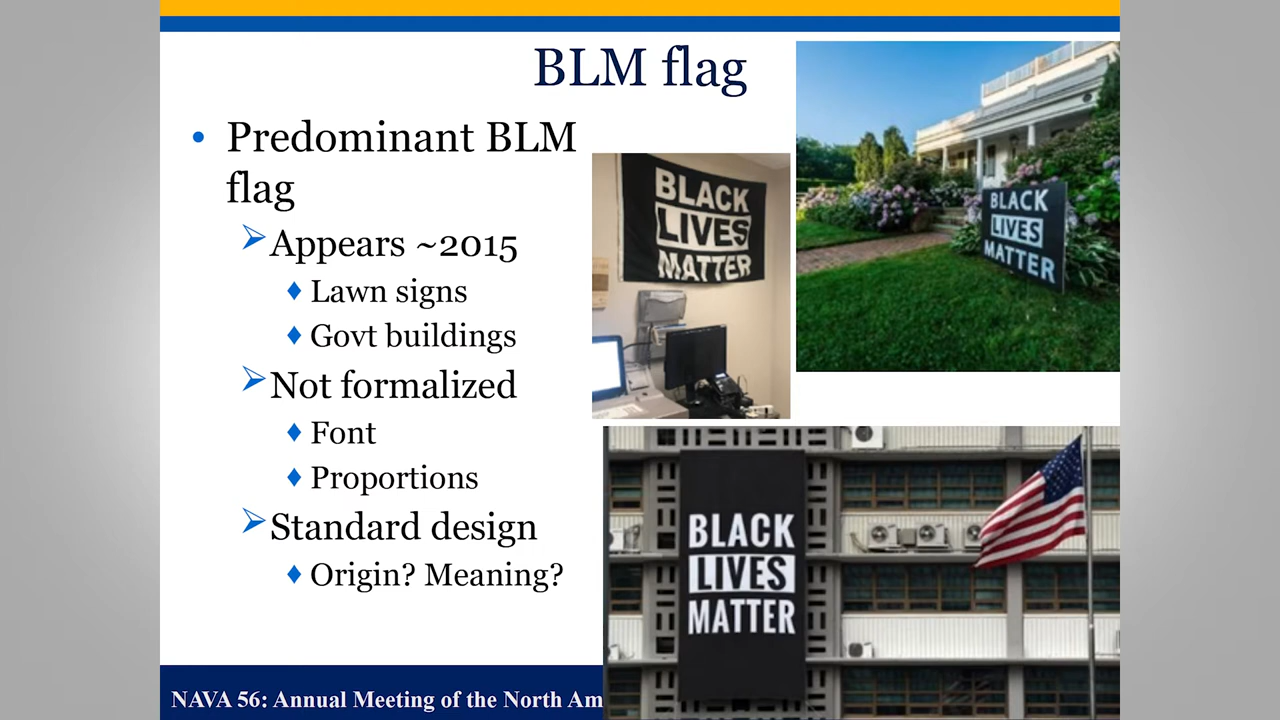 BLM flag
• Predominant BLM
flag
➢Appears ~2015
♦ Lawn signs
♦ Govt buildings
➢Not formalized
♦ Font
♦ Proportions
➢Standard design
♦ Origin? Meaning?
BLACK
LIVES
MATTER
BLACK
LIVES
MATTER
BLACK
LIVES
MATTER
NAVA 56: Annual Meeting of the North Am